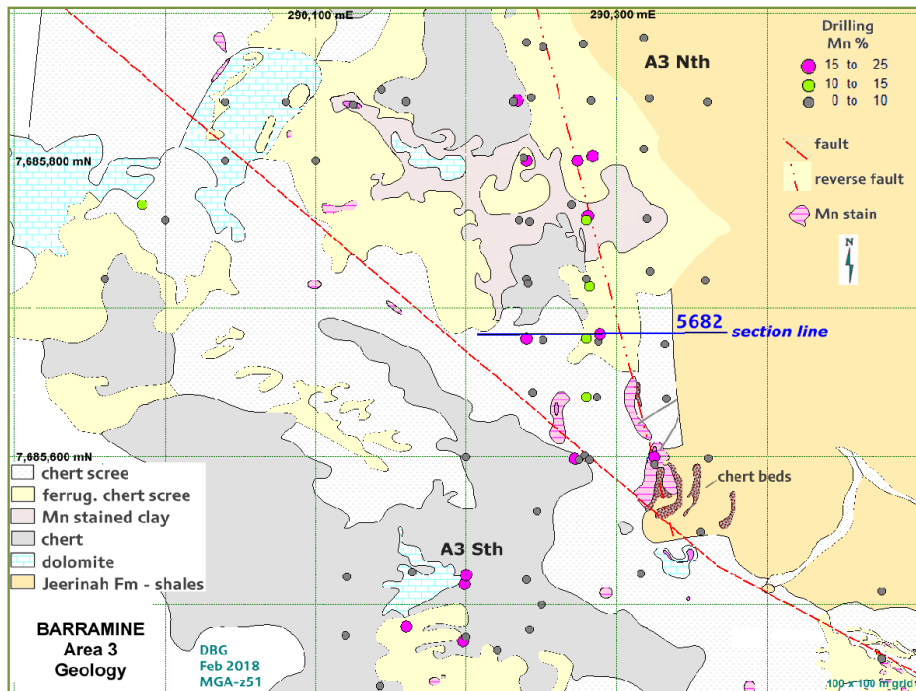 290,100 mE
290,300 mE
Drilling
Mn %
15 to 25
10 to 15
0 to 10
A3 Nth
fault
reverse fault
Mn stain
N
7,685,800 mN
5682
section line
7,685,600 mN
chert scree
ferrug. chert scree
Mn stained clay
chert
dolomite
Jeerinah Fm - shales
chert beds
A3 Sth
BARRAMINE
Area 3
Geology
DBG
Feb 2018
MGA-z51
100 x 100 m grid